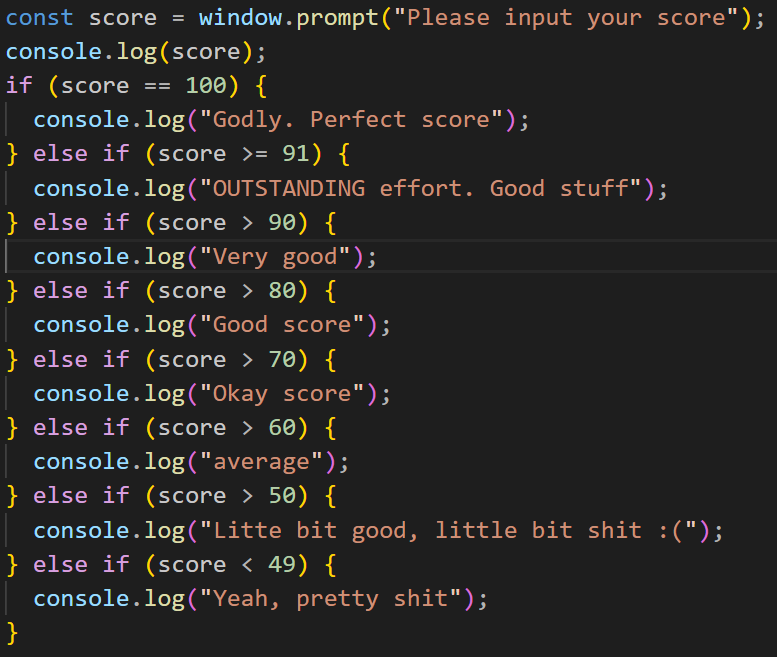 const score = window.prompt("Please input your score");
console.log(score);
if (score == 100) {
  console.log("Godly. Perfect score");
} else if (score >= 91) {
  console.log("OUTSTANDING effort. Good stuff");
} else if (score > 90) {
  console.log("Very good");
} else if (score > 80) {
  console.log("Good score");
} else if (score > 70) {
  console.log("Okay score");
} else if (score > 60) {
  console.log("average");
} else if (score > 50) {
  console.log("Litte bit good, little bit shit :(");
} else if (score < 49) {
  console.log("Yeah, pretty shit");
}